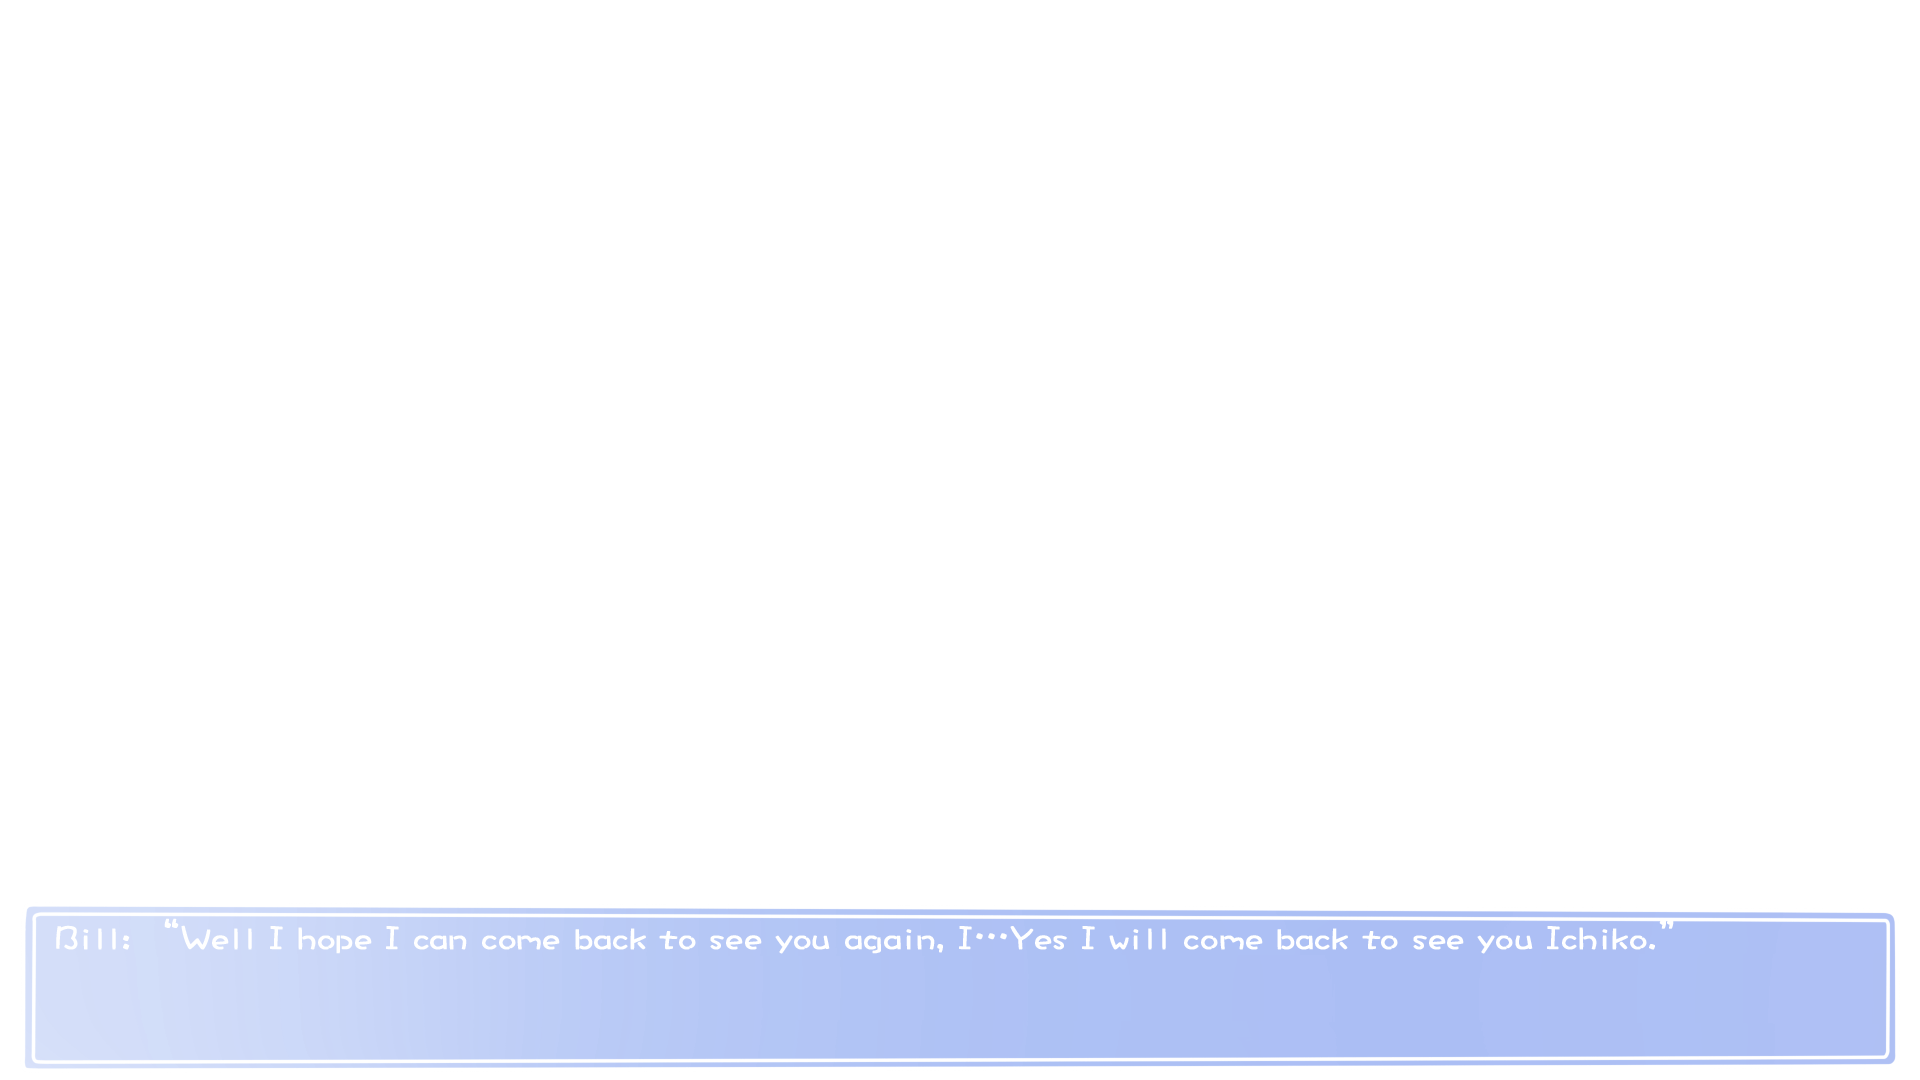 Bill: “Well I hope I can come back to see you again, I···Yes I will come back to see you Ichiko.”